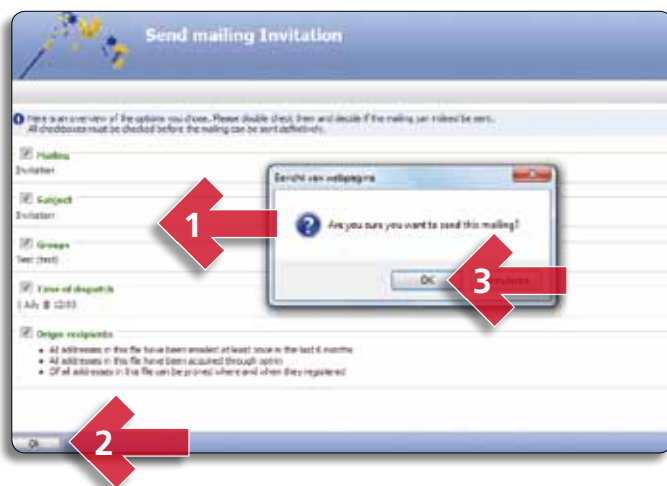 Send mailing Invitation
Here is an overview of the options you chose. Please double check them and decide if the mailing can indeed be sent.
All checkboxes must be checked before the mailing can be sent definitively.
Mailing
Invitation
Subject
Invitation
Groups
Test (test)
Time of dispatch
1 July @ 12:03
Origin recipients
All addresses in this file have been emailed at least once in the last 6 months
All addresses in this file have been acquired through optin
Of all addresses in this file can be proved where and when they registered
Ok
Bericht van webpagina
Are you sure you want to send this mailing?
OK
1
2
3